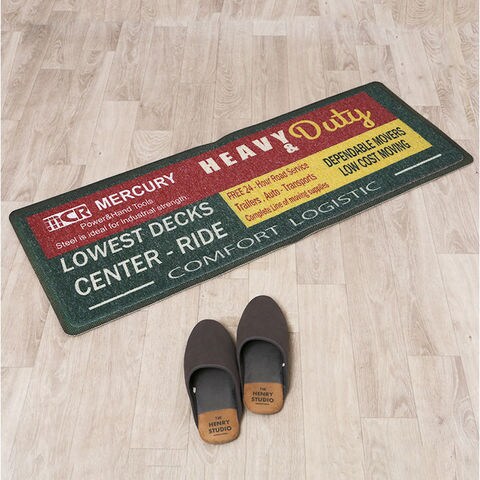 MCR MERCURY
Power&Hand Tools
Steel is ideal for industrial strength.
HEAVY
& Duty
FREE 24 - Hour Road Service
Trailers , Auto - Transports
Complete Line of moving supplies
DEPENDABLE MOVERS
LOW COST MOVING
LOWEST DECKS
CENTER - RIDE
COMFORT LOGISTIC
THE
HENRY
STUDIO
THE
HENRY
STUDIO